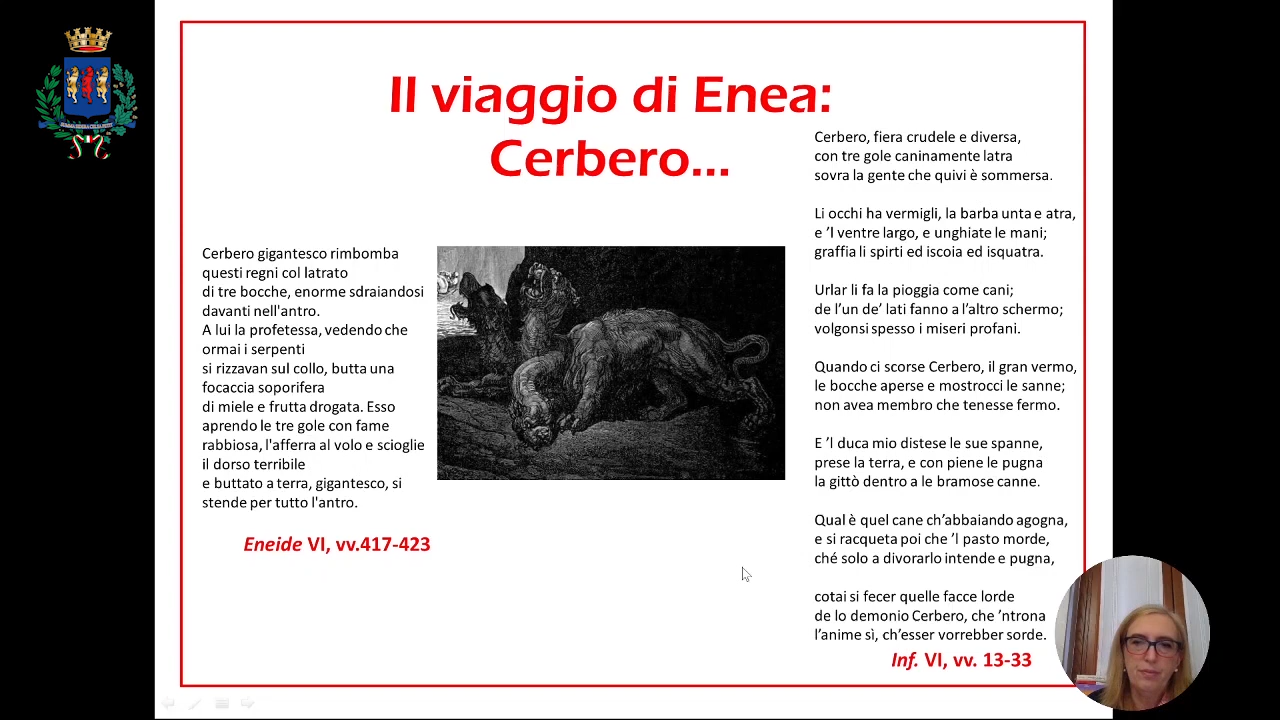 Il viaggio di Enea:
Cerbero...
Cerbero gigantesco rimbomba
questi regni col latrato
di tre bocche, enorme sdraiandosi
davanti nell'antro.
A lui la profetessa, vedendo che
ormai i serpenti
si rizzavan sul collo, butta una
focaccia soporifera
di miele e frutta drogata. Esso
aprendo le tre gole con fame
rabbiosa, l'afferra al volo e scioglie
il dorso terribile
e buttato a terra, gigantesco, si
stende per tutto l'antro.
Eneide VI, vv.417-423
Cerbero, fiera crudele e diversa,
con tre gole caninamente latra
sovra la gente che quivi è sommersa.
Li occhi ha vermigli, la barba unta e atra,
e ’l ventre largo, e unghiate le mani;
graffia li spirti ed iscoia ed isquatra.
Urlar li fa la pioggia come cani;
de l’un de’ lati fanno a l’altro schermo;
volgonsi spesso i miseri profani.
Quando ci scorse Cerbero, il gran vermo,
le bocche aperse e mostrocci le sanne;
non avea membro che tenesse fermo.
E ’l duca mio distese le sue spanne,
prese la terra, e con piene le pugna
la gittò dentro a le bramose canne.
Qual è quel cane ch’abbaiando agogna,
e si racqueta poi che ’l pasto morde,
ché solo a divorarlo intende e pugna,
cotai si fecer quelle facce lorde
de lo demonio Cerbero, che ’ntrona
l’anime sì, ch’esser vorrebber sorde.
Inf. VI, vv. 13-33